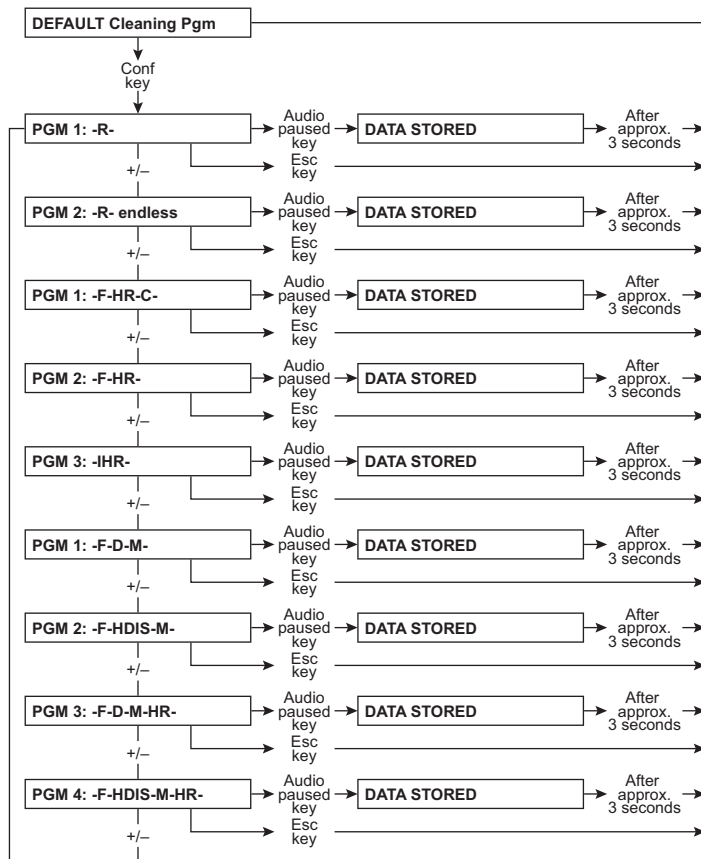 DEFAULT Cleaning Pgm
Conf
key
PGM 1: -R-
Audio
paused
key
DATA STORED
After
approx.
3 seconds
Esc
key
+/–
PGM 2: -R- endless
Audio
paused
key
DATA STORED
After
approx.
3 seconds
Esc
key
+/–
PGM 1: -F-HR-C-
Audio
paused
key
DATA STORED
After
approx.
3 seconds
Esc
key
+/–
PGM 2: -F-HR-
Audio
paused
key
DATA STORED
After
approx.
3 seconds
Esc
key
+/–
PGM 3: -IHR-
Audio
paused
key
DATA STORED
After
approx.
3 seconds
Esc
key
+/–
PGM 1: -F-D-M-
Audio
paused
key
DATA STORED
After
approx.
3 seconds
Esc
key
+/–
PGM 2: -F-HDIS-M-
Audio
paused
key
DATA STORED
After
approx.
3 seconds
Esc
key
+/–
PGM 3: -F-D-M-HR-
Audio
paused
key
DATA STORED
After
approx.
3 seconds
Esc
key
+/–
PGM 4: -F-HDIS-M-HR-
Audio
paused
key
DATA STORED
After
approx.
3 seconds
Esc
key
+/–